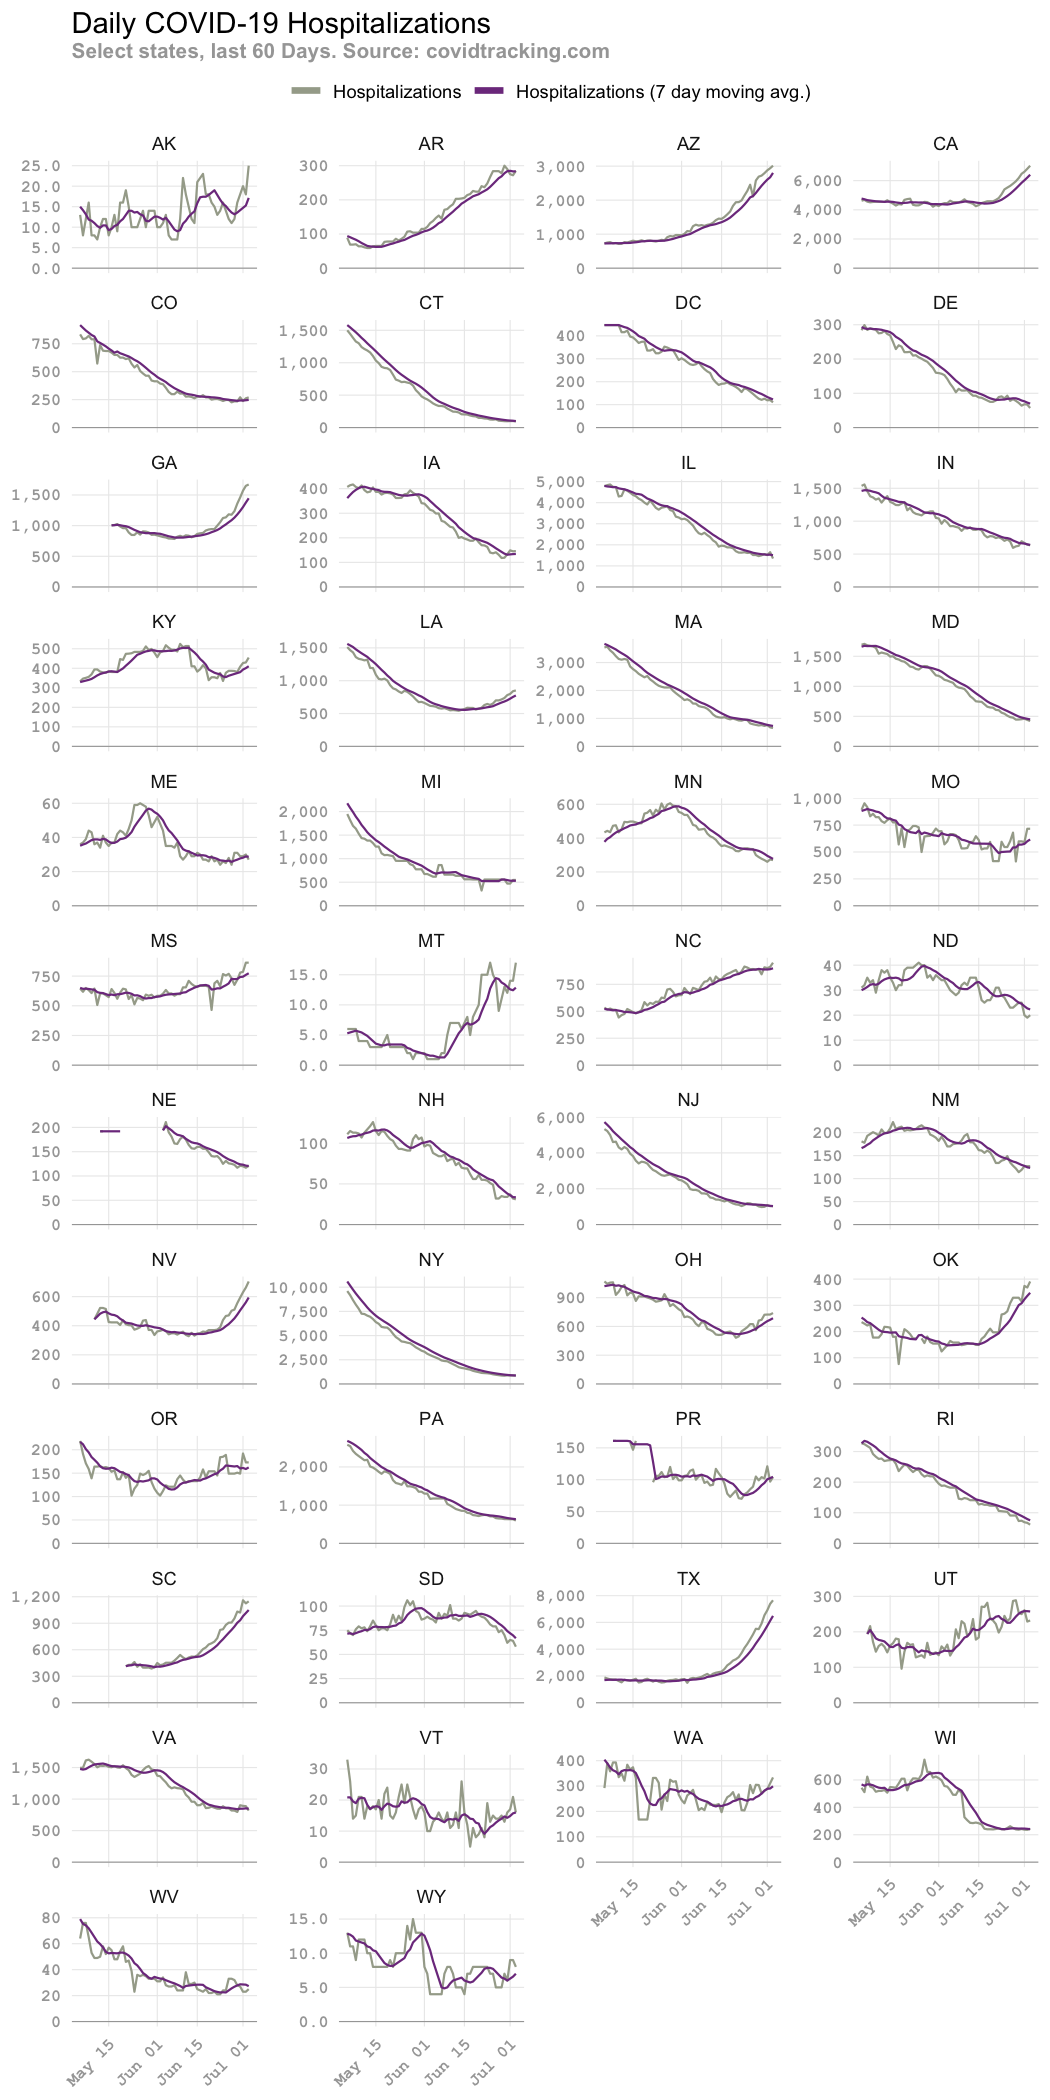 Daily COVID-19 Hospitalizations
Select states, last 60 Days. Source: covidtracking.com
Hospitalizations Hospitalizations (7 day moving avg.)
AK AR AZ CA
25.0 300 3,000 6,000
20.0 200 2,000 4,000
15.0 100 1,000 2,000
10.0 0 0 0
5.0
0.0
CO CT DC DE
750 1,500 400 300
500 1,000 300 200
250 500 200 100
0 0 100 0
0
GA IA IL IN
1,500 400 5,000 1,500
1,000 300 4,000 1,000
500 200 3,000 500
0 100 2,000 0
0 1,000
0
KY LA MA MD
500 1,500 3,000 1,500
400 1,000 2,000 1,000
300 500 1,000 500
200 0 0 0
100
0
ME MI MN MO
60 2,000 600 1,000
40 1,500 400 750
20 1,000 200 500
0 500 0 250
0 0
MS MT NC ND
750 15.0 750 40
500 10.0 500 30
250 5.0 250 20
0 0.0 0 10
0
NE NH NJ NM
200 100 6,000 200
150 50 4,000 150
100 0 2,000 100
50 0 50
0 0
NV NY OH OK
600 10,000 900 400
400 7,500 600 300
200 5,000 300 200
0 2,500 0 100
0 0
OR PA PR RI
200 2,000 150 300
150 1,000 100 200
100 0 50 100
50 0 0
0
SC SD TX UT
1,200 100 8,000 300
900 75 6,000 200
600 50 4,000 100
300 25 2,000 0
0 0 0
VA VT WA WI
1,500 30 400 600
1,000 20 300 400
500 10 200 200
0 0 100 0
0
May 15 Jun 01 Jun 15 Jul 01 May 15 Jun 01 Jun 15 Jul 01
WV WY
80 15.0
60 10.0
40 5.0
20 0.0
0
May 15 Jun 01 Jun 15 Jul 01 May 15 Jun 01 Jun 15 Jul 01